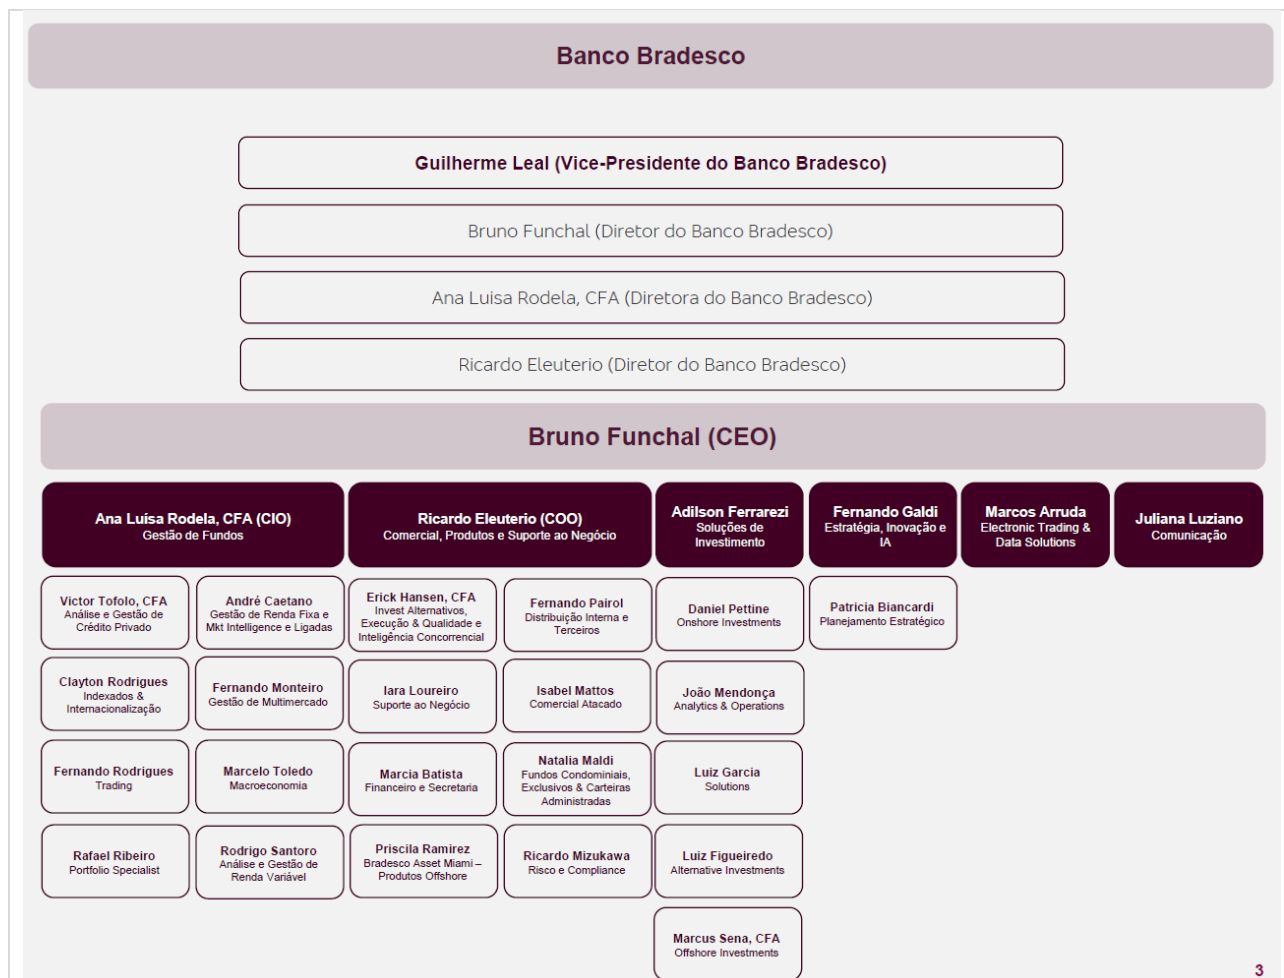 Banco Bradesco
Guilherme Leal (Vice-Presidente do Banco Bradesco)
Bruno Funchal (Diretor do Banco Bradesco)
Ana Luisa Rodela, CFA (Diretora do Banco Bradesco)
Ricardo Eleuterio (Diretor do Banco Bradesco)
Bruno Funchal (CEO)
Ana Luísa Rodela, CFA (CIO)
Gestão de Fundos
Ricardo Eleuterio (COO)
Comercial, Produtos e Suporte ao Negócio
Adilson Ferrarezi
Soluções de
Investimento
Fernando Galdi
Estratégia, Inovação e
IA
Marcos Arruda
Electronic Trading &
Data Solutions
Juliana Luziano
Comunicação
Victor Tofolo, CFA
Análise e Gestão de
Crédito Privado
André Caetano
Gestão de Renda Fixa e
Mkt Intelligence e Ligadas
Erick Hansen, CFA
Invest Alternativos,
Execução & Qualidade e
Inteligência Concorrencial
Fernando Pairol
Distribuição Interna e
Terceiros
Daniel Pettine
Onshore Investments
Patricia Biancardi
Planejamento Estratégico
Clayton Rodrigues
Indexados &
Internacionalização
Fernando Monteiro
Gestão de Multimercado
Iara Loureiro
Suporte ao Negócio
Isabel Mattos
Comercial Atacado
João Mendonça
Analytics & Operations
Fernando Rodrigues
Trading
Marcelo Toledo
Macroeconomia
Marcia Batista
Financeiro e Secretaria
Natalia Maldi
Fundos Condominiais,
Exclusivos & Carteiras
Administradas
Luiz Garcia
Solutions
Rafael Ribeiro
Portfolio Specialist
Rodrigo Santoro
Análise e Gestão de
Renda Variável
Priscila Ramirez
Bradesco Asset Miami –
Produtos Offshore
Ricardo Mizukawa
Risco e Compliance
Luiz Figueiredo
Alternative Investments
Marcus Sena, CFA
Offshore Investments
3